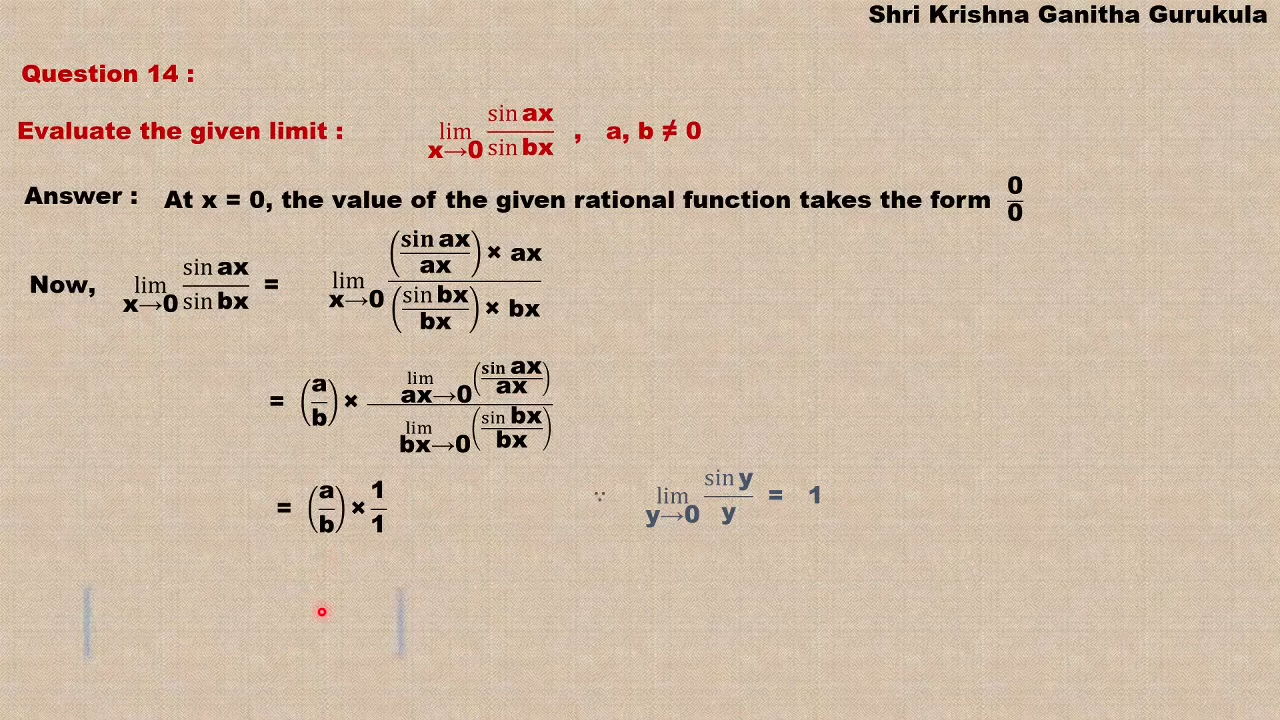 Shri Krishna Ganitha Gurukula
Question 14 :
Evaluate the given limit : lim x→0 sin ax / sin bx , a, b ≠ 0
Answer : At x = 0, the value of the given rational function takes the form 0/0
Now, lim x→0 sin ax / sin bx = lim x→0 ((sin ax / ax) × ax) / ((sin bx / bx) × bx)
= (a/b) × lim ax→0 (sin ax / ax) / lim bx→0 (sin bx / bx)
= (a/b) × 1/1 ∵ lim y→0 sin y / y = 1